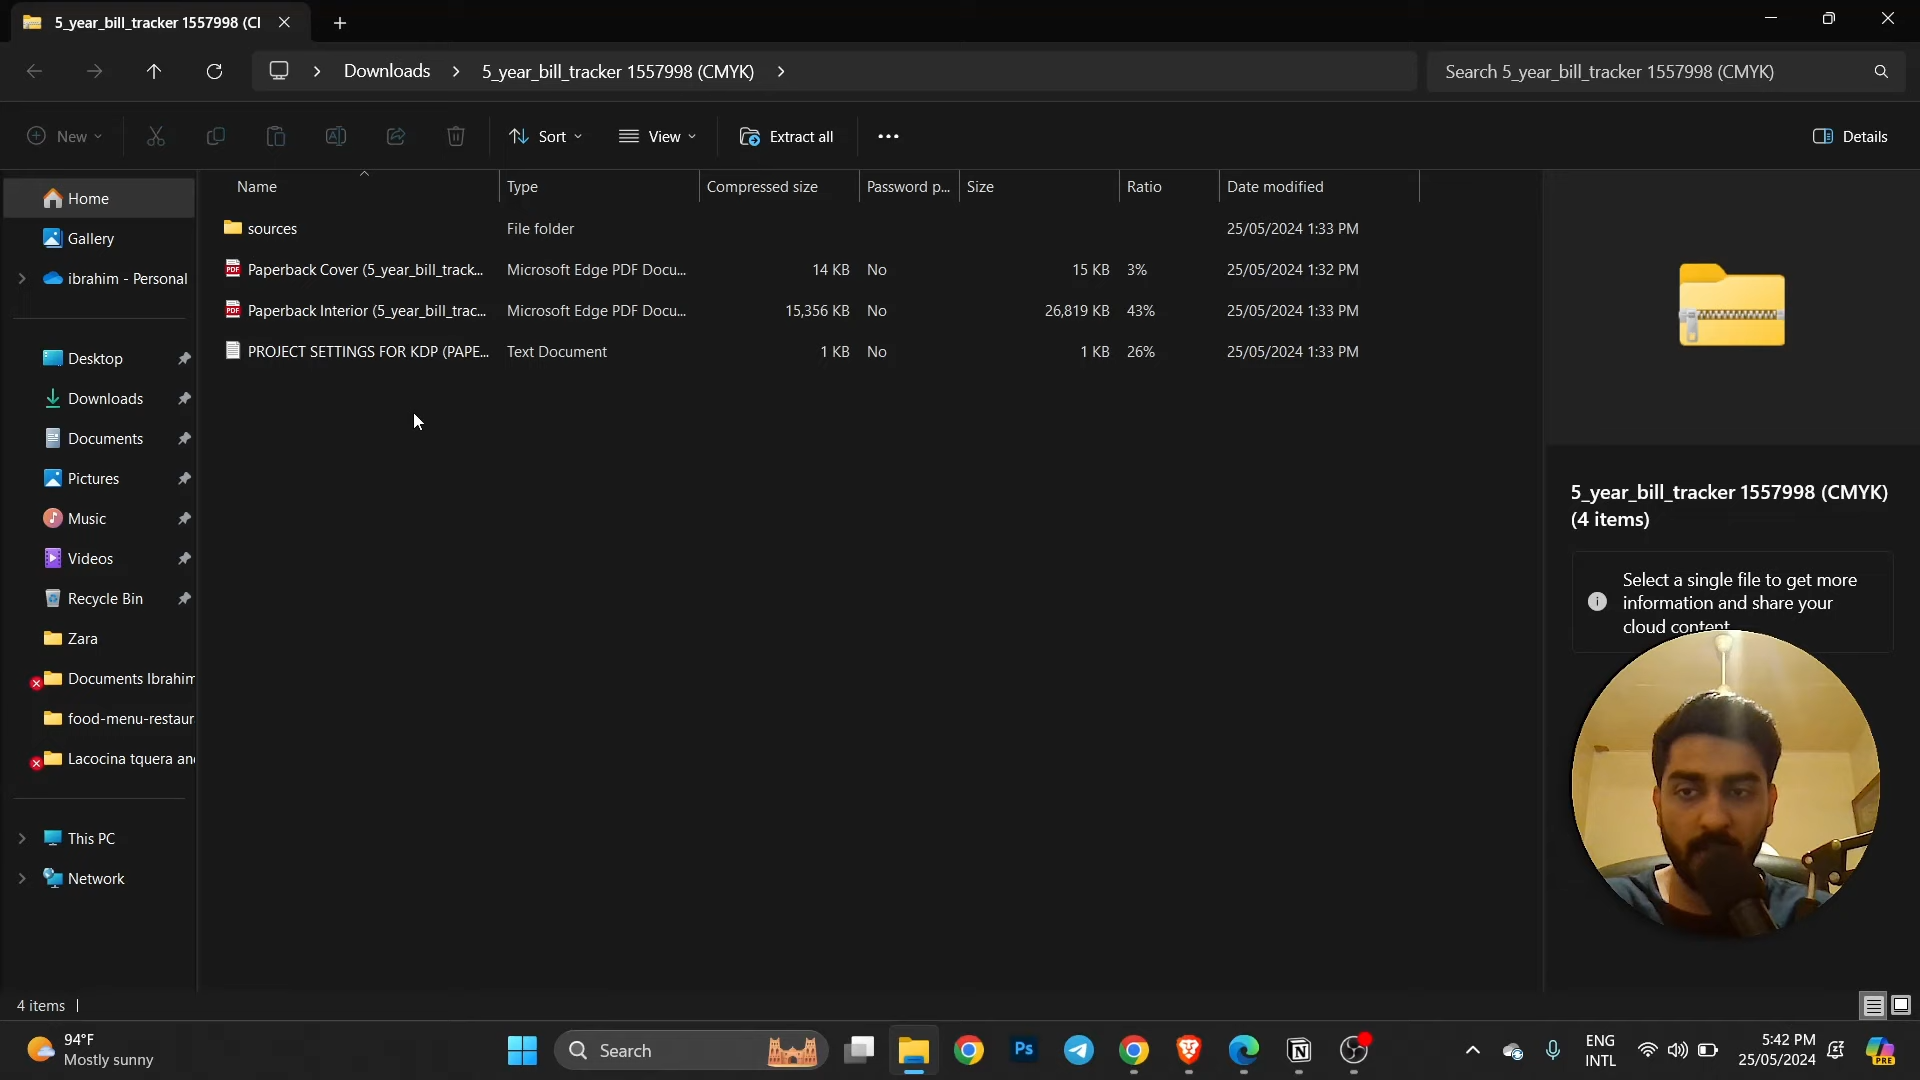 5_year_bill_tracker 1557998 (Cl
Downloads > 5_year_bill_tracker 1557998 (CMYK) >
Search 5_year_bill_tracker 1557998 (CMYK)
New
Sort
View
Extract all
Details
Name Type Compressed size Password p... Size Ratio Date modified
sources File folder 25/05/2024 1:33 PM
Paperback Cover (5_year_bill_track... Microsoft Edge PDF Docu... 14 KB No 15 KB 3% 25/05/2024 1:32 PM
Paperback Interior (5_year_bill_trac... Microsoft Edge PDF Docu... 15,356 KB No 26,819 KB 43% 25/05/2024 1:33 PM
PROJECT SETTINGS FOR KDP (PAPE... Text Document 1 KB No 1 KB 26% 25/05/2024 1:33 PM
Home
Gallery
ibrahim - Personal
Desktop
Downloads
Documents
Pictures
Music
Videos
Recycle Bin
Zara
Documents Ibrahim
food-menu-restaur
Lacocina tquera and
This PC
Network
5_year_bill_tracker 1557998 (CMYK)
(4 items)
Select a single file to get more
information and share your
cloud content.
4 items
94°F
Mostly sunny
Search
Ps
ENG
INTL
5:42 PM
25/05/2024
PRE